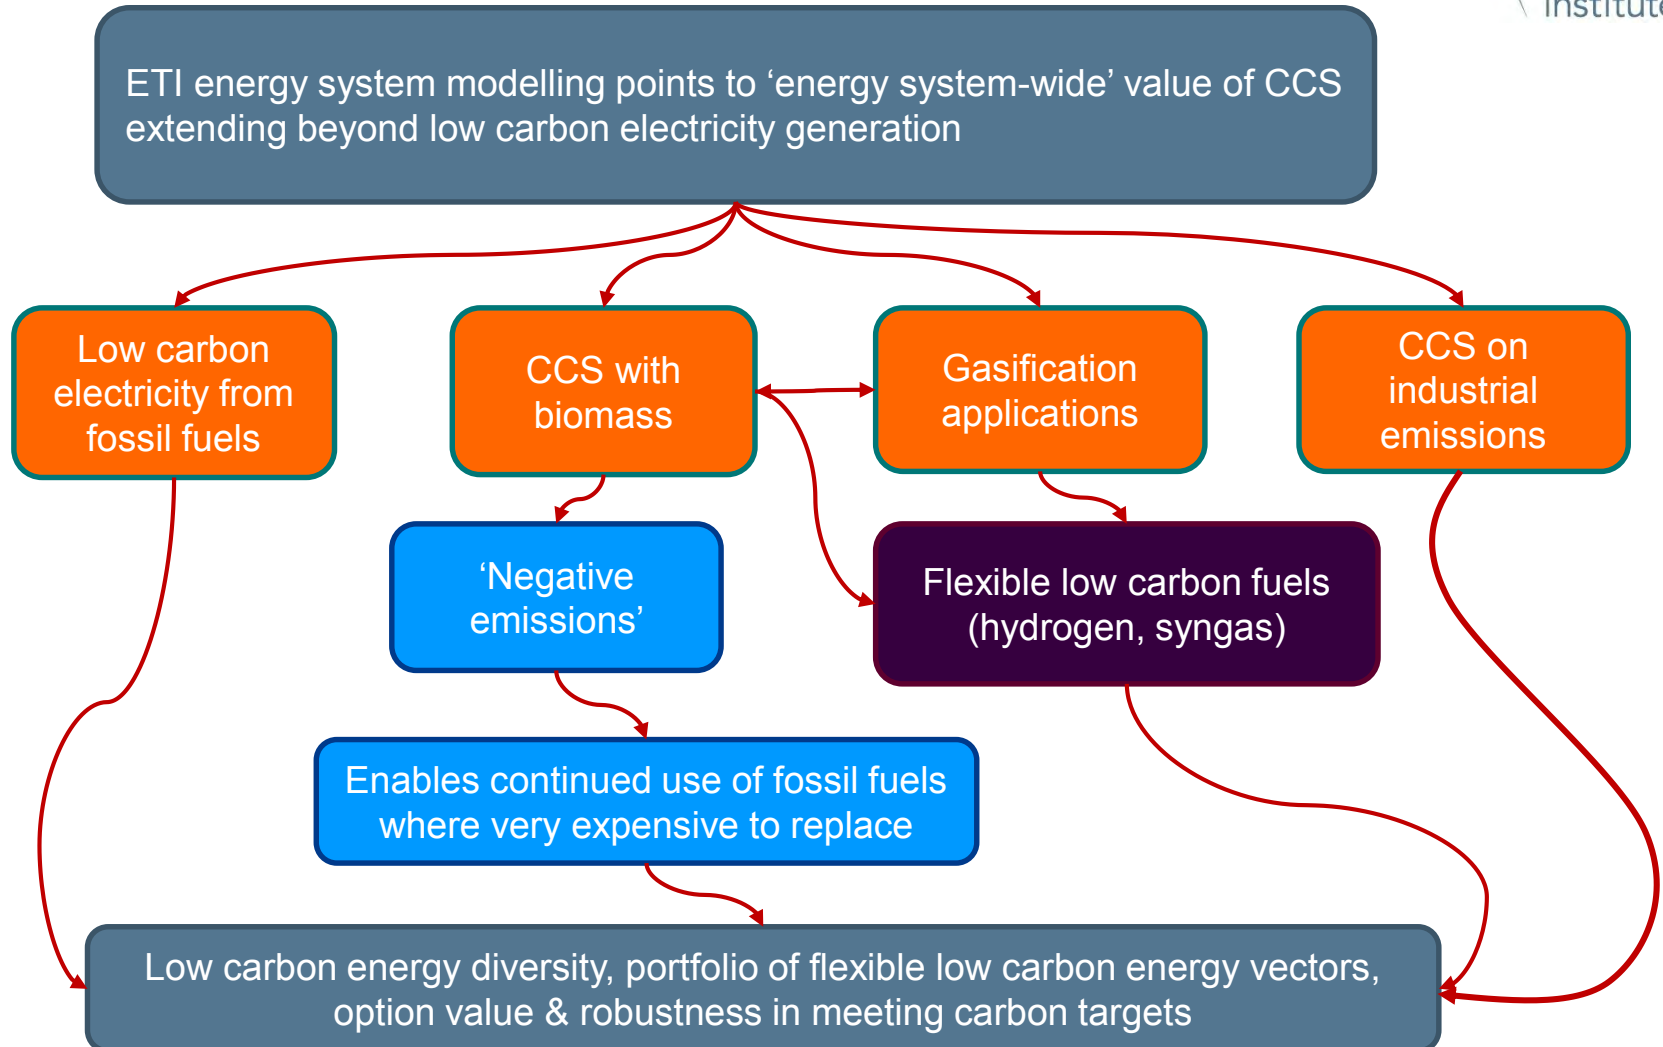 institute
ETI energy system modelling points to ‘energy system-wide’ value of CCS
extending beyond low carbon electricity generation
Low carbon
electricity from
fossil fuels
CCS with
biomass
Gasification
applications
CCS on
industrial
emissions
‘Negative
emissions’
Flexible low carbon fuels
(hydrogen, syngas)
Enables continued use of fossil fuels
where very expensive to replace
Low carbon energy diversity, portfolio of flexible low carbon energy vectors,
option value & robustness in meeting carbon targets